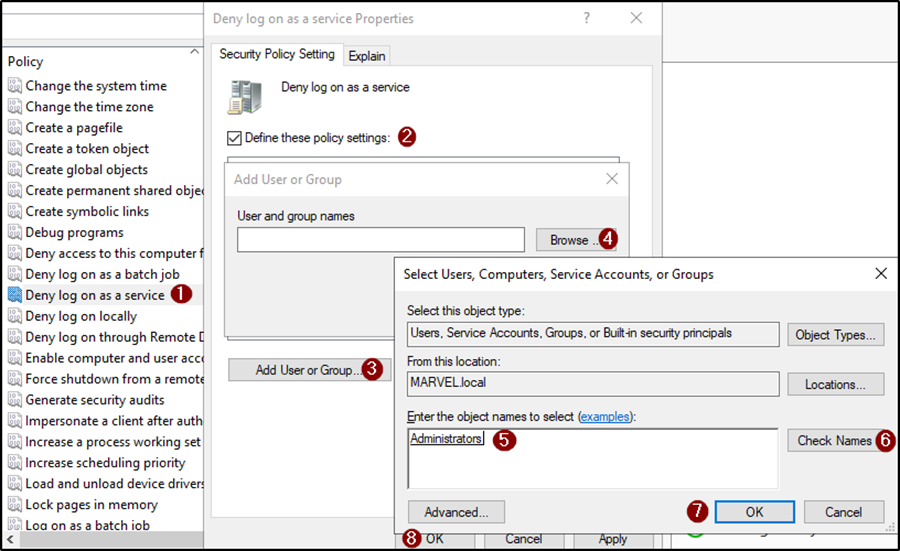 Deny log on as a service Properties
?
Security Policy Setting
Explain
Policy
Change the system time
Change the time zone
Create a pagefile
Create a token object
Create global objects
Create permanent shared objec
Create symbolic links
Debug programs
Deny access to this computer f
Deny log on as a batch job
Deny log on as a service 1
Deny log on locally
Deny log on through Remote D
Enable computer and user acco
Force shutdown from a remote
Generate security audits
Impersonate a client after auth
Increase a process working set
Increase scheduling priority
Load and unload device drivers
Lock pages in memory
Log on as a batch job
Deny log on as a service
Define these policy settings: 2
Add User or Group
User and group names
Browse ... 4
Add User or Group... 3
Select Users, Computers, Service Accounts, or Groups
Select this object type:
Users, Service Accounts, Groups, or Built-in security principals
Object Types...
From this location:
MARVEL.local
Locations...
Enter the object names to select (examples):
Administrators 5
Check Names 6
Advanced...
7 OK
Cancel
8 OK
Cancel
Apply